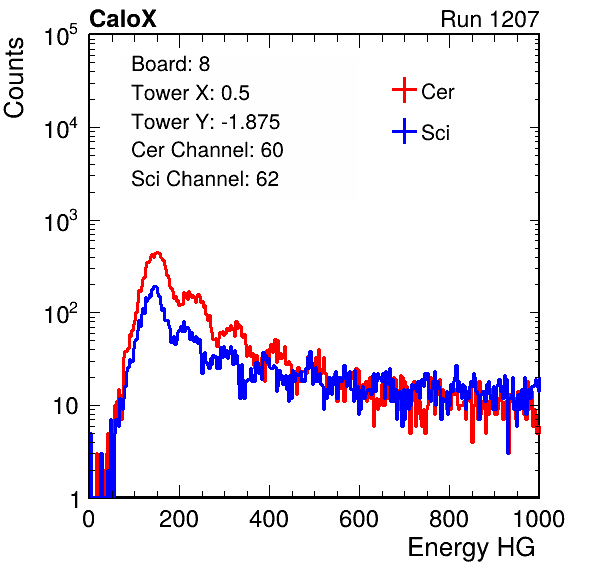 CaloX Run 1207
Counts
Board: 8
Tower X: 0.5
Tower Y: -1.875
Cer Channel: 60
Sci Channel: 62
Cer
Sci
10^5
10^4
10^3
10^2
10
1
0 200 400 600 800 1000
Energy HG